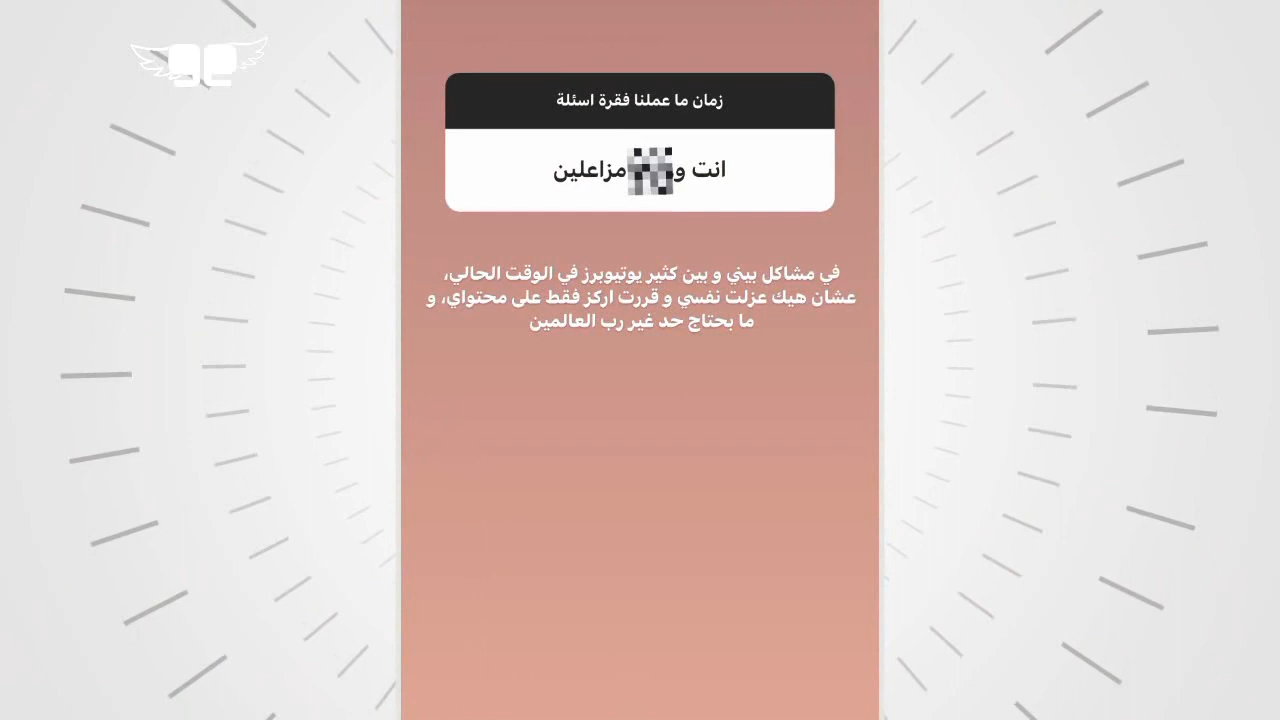 زمان ما عملنا فقرة اسئلة
انت و مزاعلين
في مشاكل بيني و بين كثير يوتيوبرز في الوقت الحالي،
عشان هيك عزلت نفسي و قررت اركز فقط على محتواي، و
ما بحتاج حد غير رب العالمين